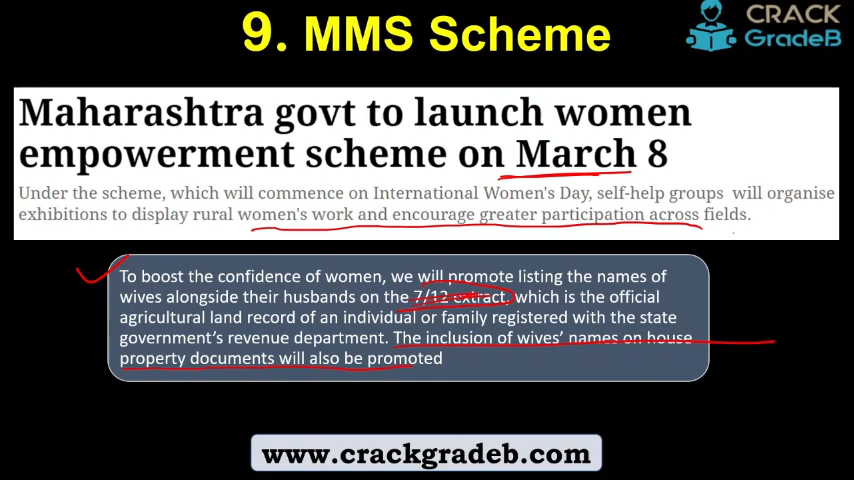 9. MMS Scheme
CRACK
GradeB
Maharashtra govt to launch women
empowerment scheme on March 8
Under the scheme, which will commence on International Women's Day, self-help groups will organise
exhibitions to display rural women's work and encourage greater participation across fields.
To boost the confidence of women, we will promote listing the names of
wives alongside their husbands on the 7/12 extract, which is the official
agricultural land record of an individual or family registered with the state
government's revenue department. The inclusion of wives' names on house
property documents will also be promoted
www.crackgradeb.com